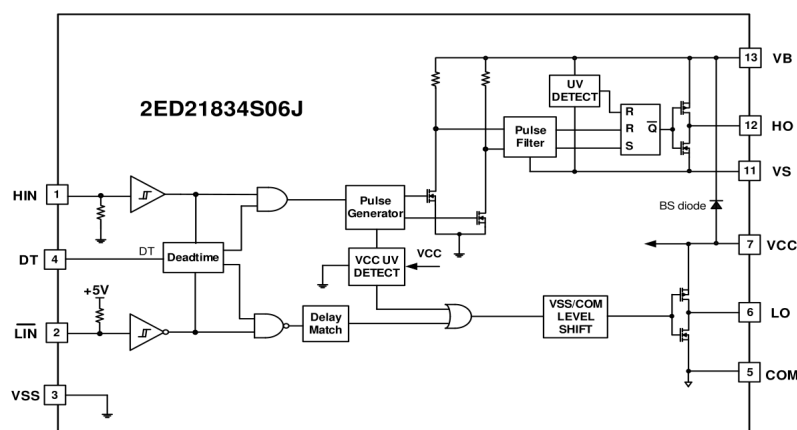 2ED21834S06J
13 VB
UV
DETECT
R
R
S
Q
12 HO
Pulse
Filter
11 VS
HIN 1
Pulse
Generator
BS diode
DT 4
DT
Deadtime
VCC UV
DETECT
VCC
7 VCC
+5V
LIN 2
Delay
Match
VSS/COM
LEVEL
SHIFT
6 LO
VSS 3
5 COM